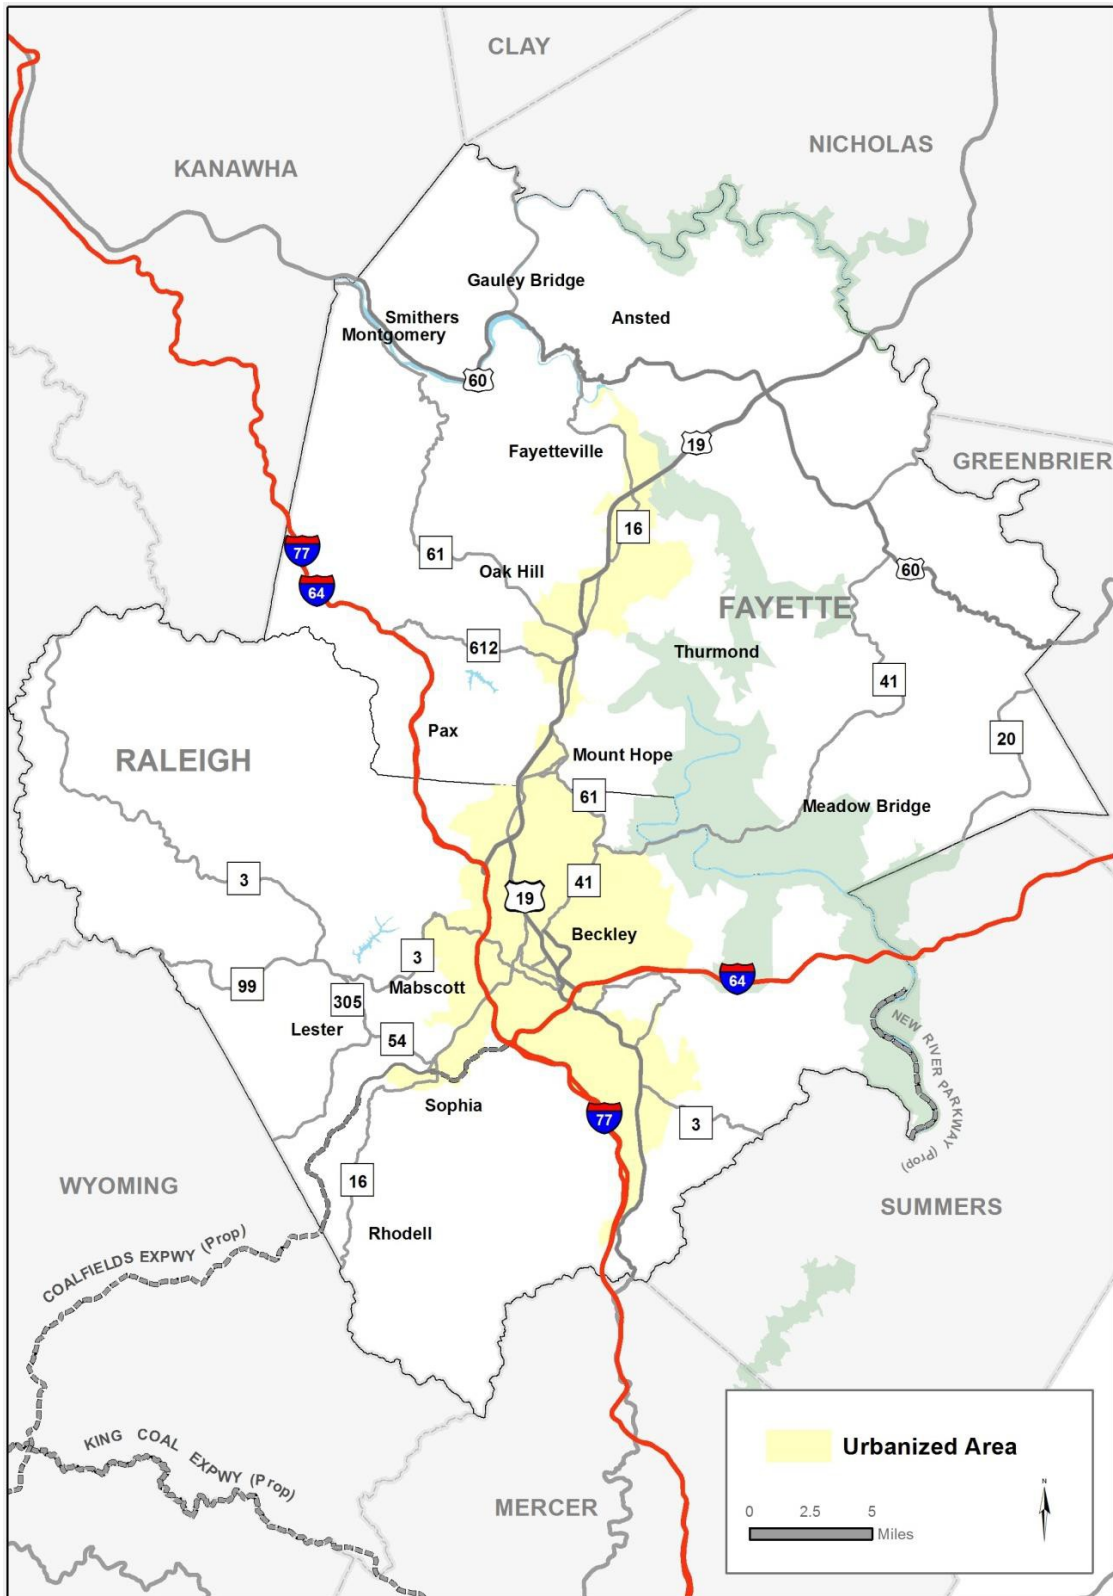 CLAY
NICHOLAS
KANAWHA
Gauley Bridge
Smithers
Ansted
Montgomery
60
19
Fayetteville
GREENBRIER
16
77
61
60
Oak Hill
64
FAYETTE
612
Thurmond
41
Pax
20
RALEIGH
Mount Hope
61
Meadow Bridge
3
41
19
Beckley
3
64
99
Mabscott
305
Lester
54
NEW RIVER PARKWAY (Prop)
Sophia
77
3
16
WYOMING
SUMMERS
Rhodell
COALFIELDS EXPWY (Prop)
KING COAL EXPWY (Prop)
MERCER
Urbanized Area
N
0 2.5 5
Miles